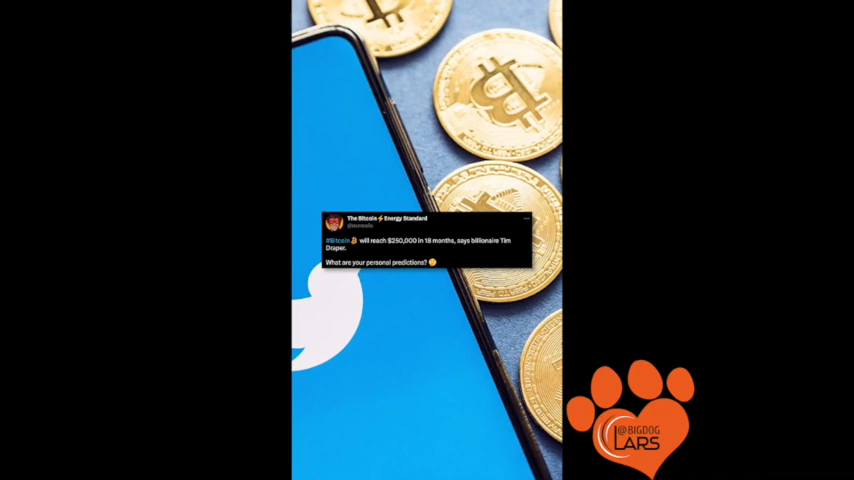 The Bitcoin⚡Energy Standard
#Bitcoin will reach $250,000 in 18 months, says billionaire Tim
Draper.
What are your personal predictions? 🤔
@BIGDOG
LARS